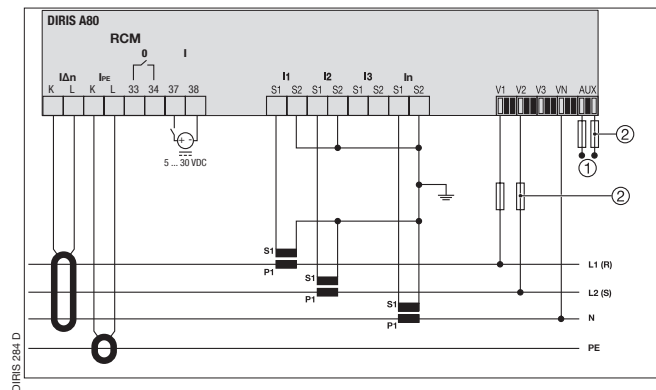 DIRIS A80
RCM
0 I
I∆n IPE
K L K L 33 34 37 38
I1 I2 I3 In
S1 S2 S1 S2 S1 S2 S1 S2
V1 V2 V3 VN AUX
5 ... 30 VDC
2
1
2
S1
P1
L1 (R)
S1
P1
L2 (S)
S1
P1
N
PE
DIRIS 284 D